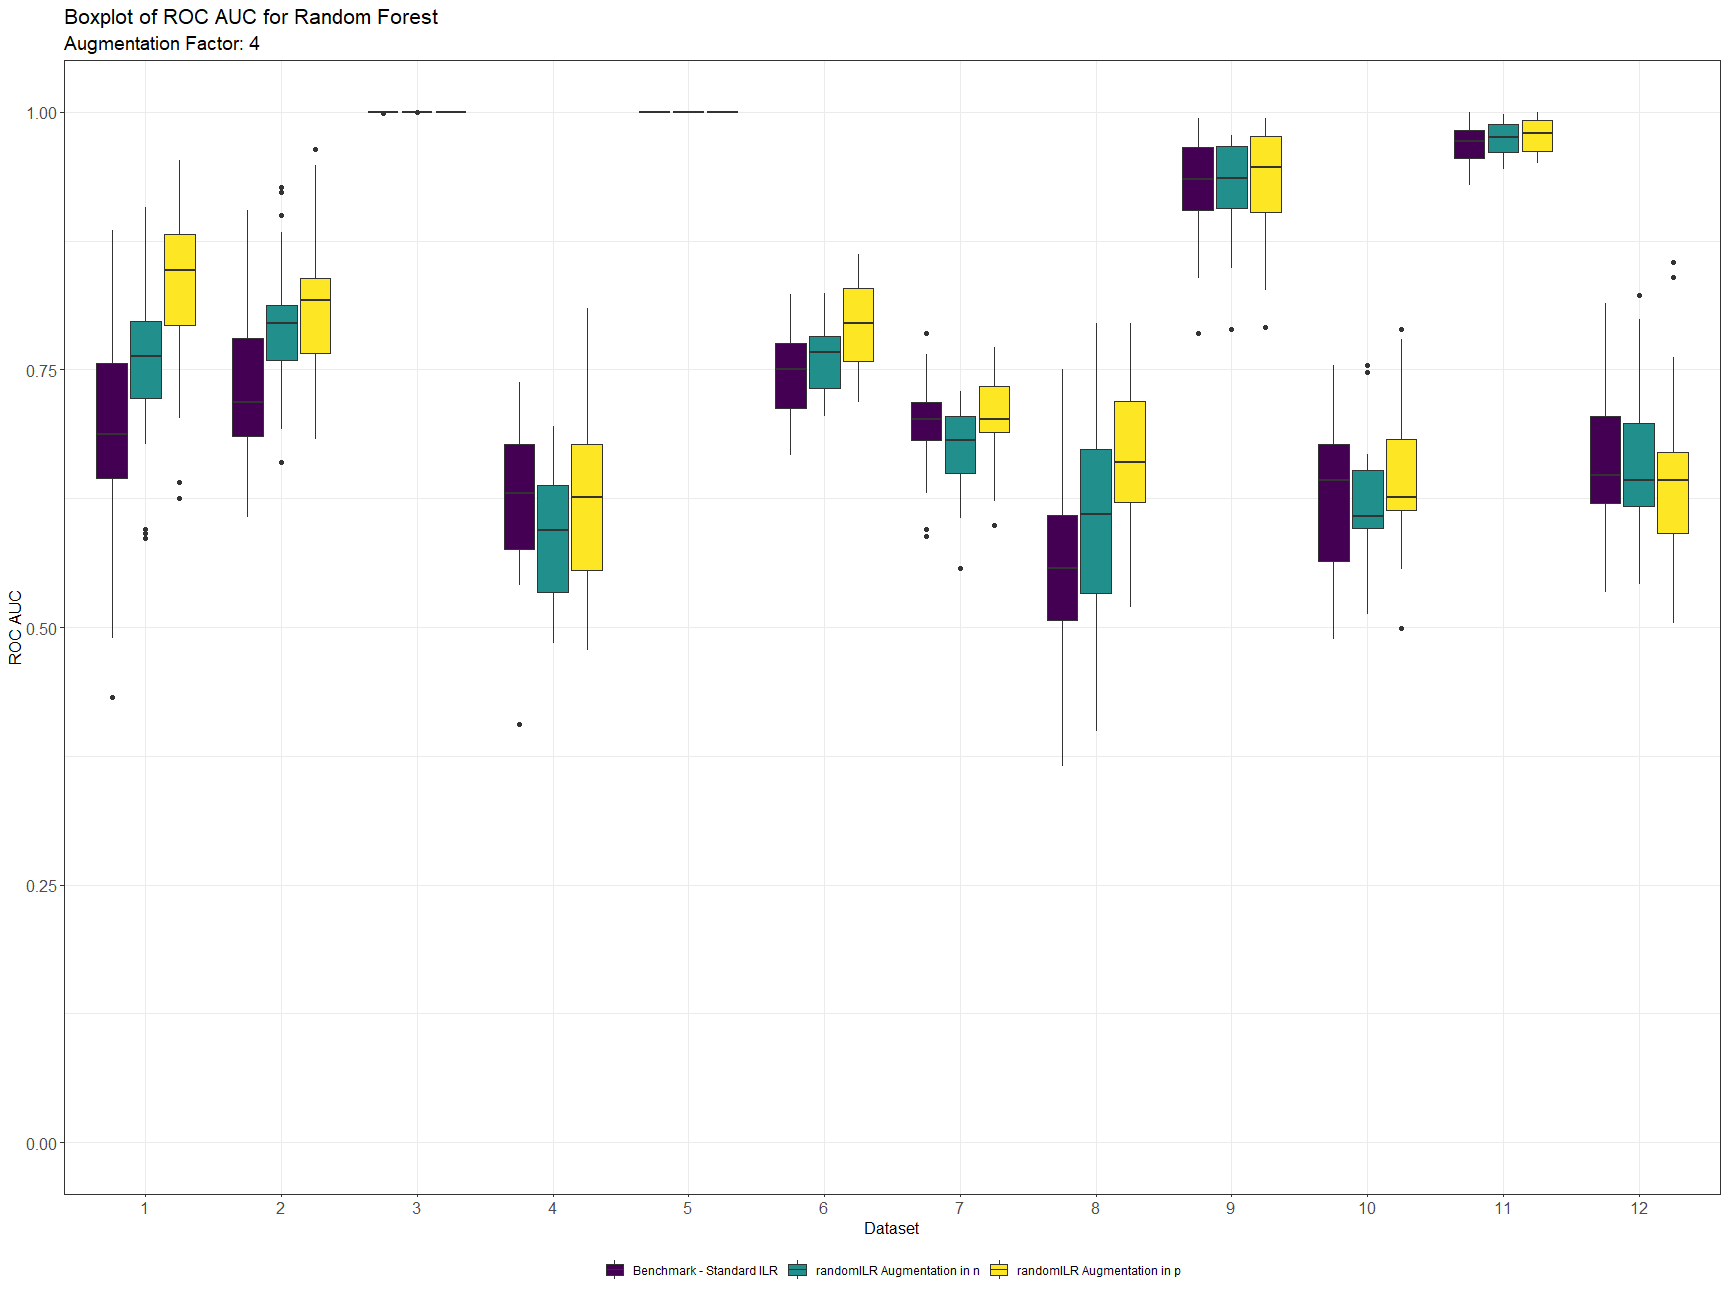 Boxplot of ROC AUC for Random Forest
Augmentation Factor: 4
1.00
0.75
0.50
0.25
0.00
ROC AUC
1 2 3 4 5 6 7 8 9 10 11 12
Dataset
Benchmark - Standard ILR randomILR Augmentation in n randomILR Augmentation in p